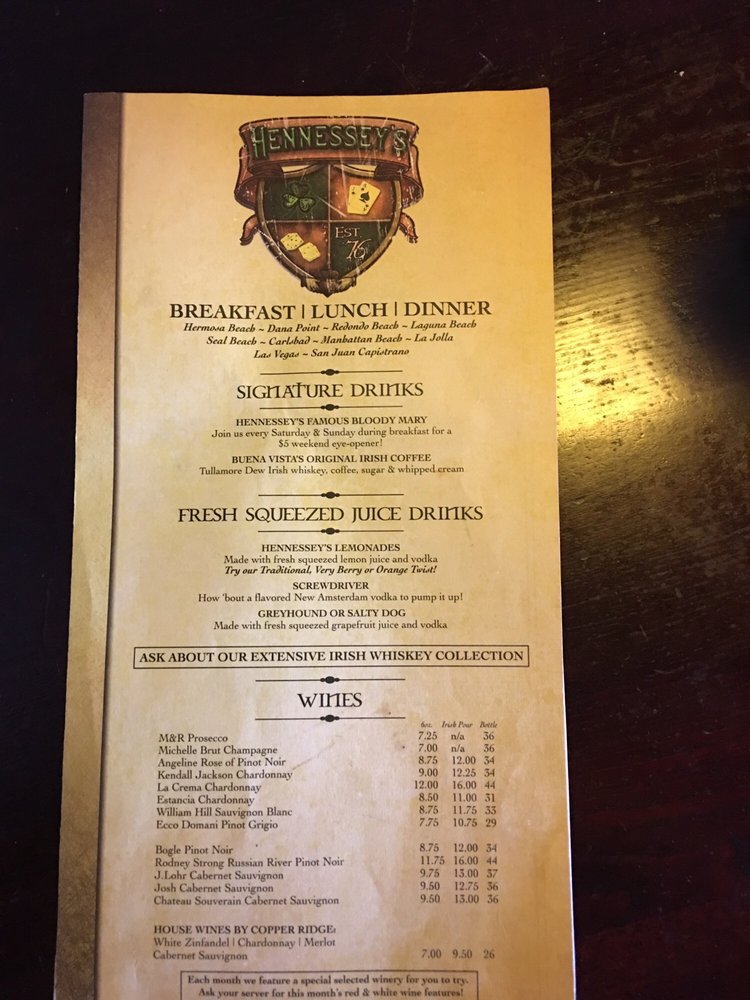 HENNESSEY'S
EST.
76
BREAKFAST | LUNCH | DINNER
Hermosa Beach ~ Dana Point ~ Redondo Beach ~ Laguna Beach
Seal Beach ~ Carlsbad ~ Manhattan Beach ~ La Jolla
Las Vegas ~ San Juan Capistrano
SIGNATURE DRINKS
HENNESSEY'S FAMOUS BLOODY MARY
Join us every Saturday & Sunday during breakfast for a
$5 weekend eye-opener!
BUENA VISTA'S ORIGINAL IRISH COFFEE
Tullamore Dew Irish whiskey, coffee, sugar & whipped cream
FRESH SQUEEZED JUICE DRINKS
HENNESSEY'S LEMONADES
Made with fresh squeezed lemon juice and vodka
Try our Traditional, Very Berry or Orange Twist!
SCREWDRIVER
How 'bout a flavored New Amsterdam vodka to pump it up!
GREYHOUND OR SALTY DOG
Made with fresh squeezed grapefruit juice and vodka
ASK ABOUT OUR EXTENSIVE IRISH WHISKEY COLLECTION
WINES
6oz. Irish Pour Bottle
M&R Prosecco 7.25 n/a 36
Michelle Brut Champagne 7.00 n/a 36
Angeline Rose of Pinot Noir 8.75 12.00 34
Kendall Jackson Chardonnay 9.00 12.25 34
La Crema Chardonnay 12.00 16.00 44
Estancia Chardonnay 8.50 11.00 31
William Hill Sauvignon Blanc 8.75 11.75 33
Ecco Domani Pinot Grigio 7.75 10.75 29
Bogle Pinot Noir 8.75 12.00 34
Rodney Strong Russian River Pinot Noir 11.75 16.00 44
J.Lohr Cabernet Sauvignon 9.75 13.00 37
Josh Cabernet Sauvignon 9.50 12.75 36
Chateau Souverain Cabernet Sauvignon 9.50 13.00 36
HOUSE WINES BY COPPER RIDGE:
White Zinfandel | Chardonnay | Merlot
Cabernet Sauvignon 7.00 9.50 26
Each month we feature a special selected winery for you to try.
Ask your server for this month's red & white wine features!